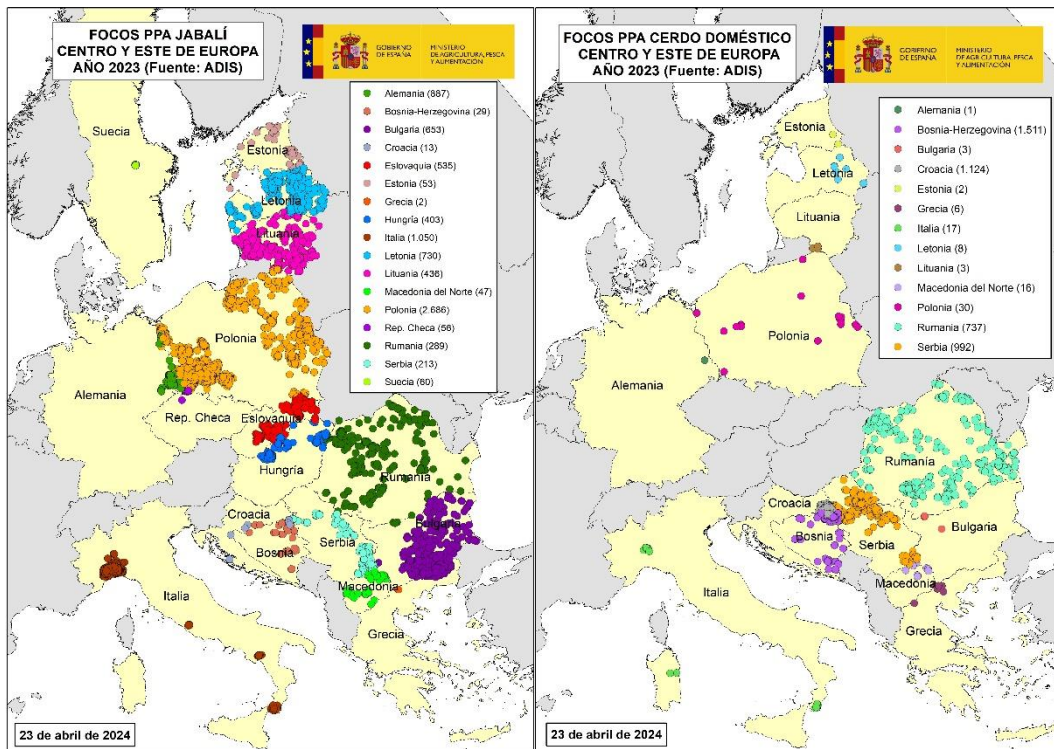 FOCOS PPA JABALÍ
CENTRO Y ESTE DE EUROPA
AÑO 2023 (Fuente: ADIS)
GOBIERNO
DE ESPAÑA
MINISTERIO
DE AGRICULTURA, PESCA
Y ALIMENTACIÓN
Alemania (887)
Bosnia-Herzegovina (29)
Bulgaria (653)
Croacia (13)
Eslovaquia (535)
Estonia (53)
Grecia (2)
Hungría (403)
Italia (1.050)
Letonia (730)
Lituania (436)
Macedonia del Norte (47)
Polonia (2.686)
Rep. Checa (56)
Rumania (289)
Serbia (213)
Suecia (60)
Suecia
Estonia
Letonia
Lituania
Polonia
Alemania
Rep. Checa
Eslovaquia
Hungría
Rumania
Croacia
Bosnia
Serbia
Bulgaria
Macedonia
Italia
Grecia
23 de abril de 2024
FOCOS PPA CERDO DOMÉSTICO
CENTRO Y ESTE DE EUROPA
AÑO 2023 (Fuente: ADIS)
GOBIERNO
DE ESPAÑA
MINISTERIO
DE AGRICULTURA, PESCA
Y ALIMENTACIÓN
Alemania (1)
Bosnia-Herzegovina (1.511)
Bulgaria (3)
Croacia (1.124)
Estonia (2)
Grecia (6)
Italia (17)
Letonia (8)
Lituania (3)
Macedonia del Norte (16)
Polonia (30)
Rumania (737)
Serbia (992)
Estonia
Letonia
Lituania
Polonia
Alemania
Rumanía
Croacia
Bosnia
Serbia
Bulgaria
Macedonia
Italia
Grecia
23 de abril de 2024